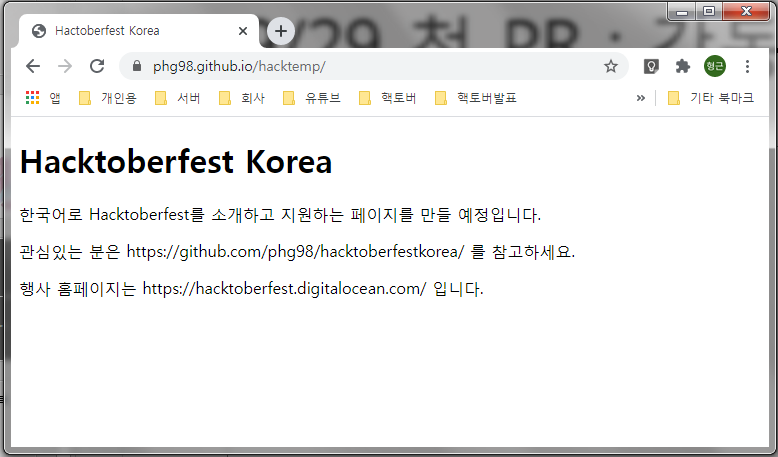 /29 첫 PR : 감동
Hactoberfest Korea
phg98.github.io/hacktemp/
형근
앱 개인용 서버 회사 유튜브 핵토버 핵토버발표 » 기타 북마크
Hacktoberfest Korea
한국어로 Hacktoberfest를 소개하고 지원하는 페이지를 만들 예정입니다.
관심있는 분은 https://github.com/phg98/hacktoberfestkorea/ 를 참고하세요.
행사 홈페이지는 https://hacktoberfest.digitalocean.com/ 입니다.